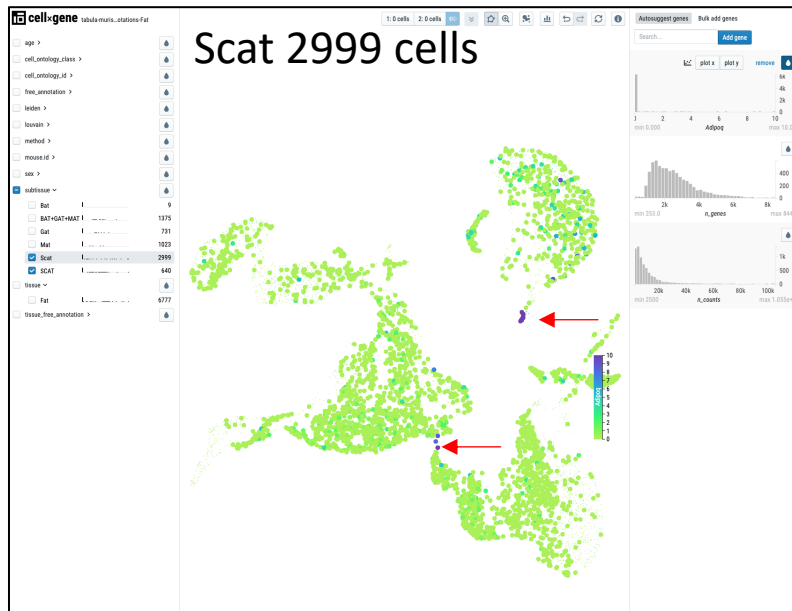 cell×gene tabula-muris...otations-Fat
1: 0 cells 2: 0 cells
Autosuggest genes Bulk add genes
Search... Add gene
Scat 2999 cells
age
cell_ontology_class
cell_ontology_id
free_annotation
leiden
louvain
method
mouse.id
sex
subtissue
Bat 9
BAT+GAT+MAT 1375
Gat 731
Mat 1023
Scat 2999
SCAT 640
tissue
Fat 6777
tissue_free_annotation
plot x plot y remove
6k
4k
2k
0
2 4 6 8 10
min 0.000 Adipoq max 10.0
400
200
0
2k 4k 6k 8k
min 253.0 n_genes max 844
1k
500
0
20k 40k 60k 80k 100k
min 2500 n_counts max 1.055e+
10
9
8
7
6
5
4
3
2
1
0
Adipoq